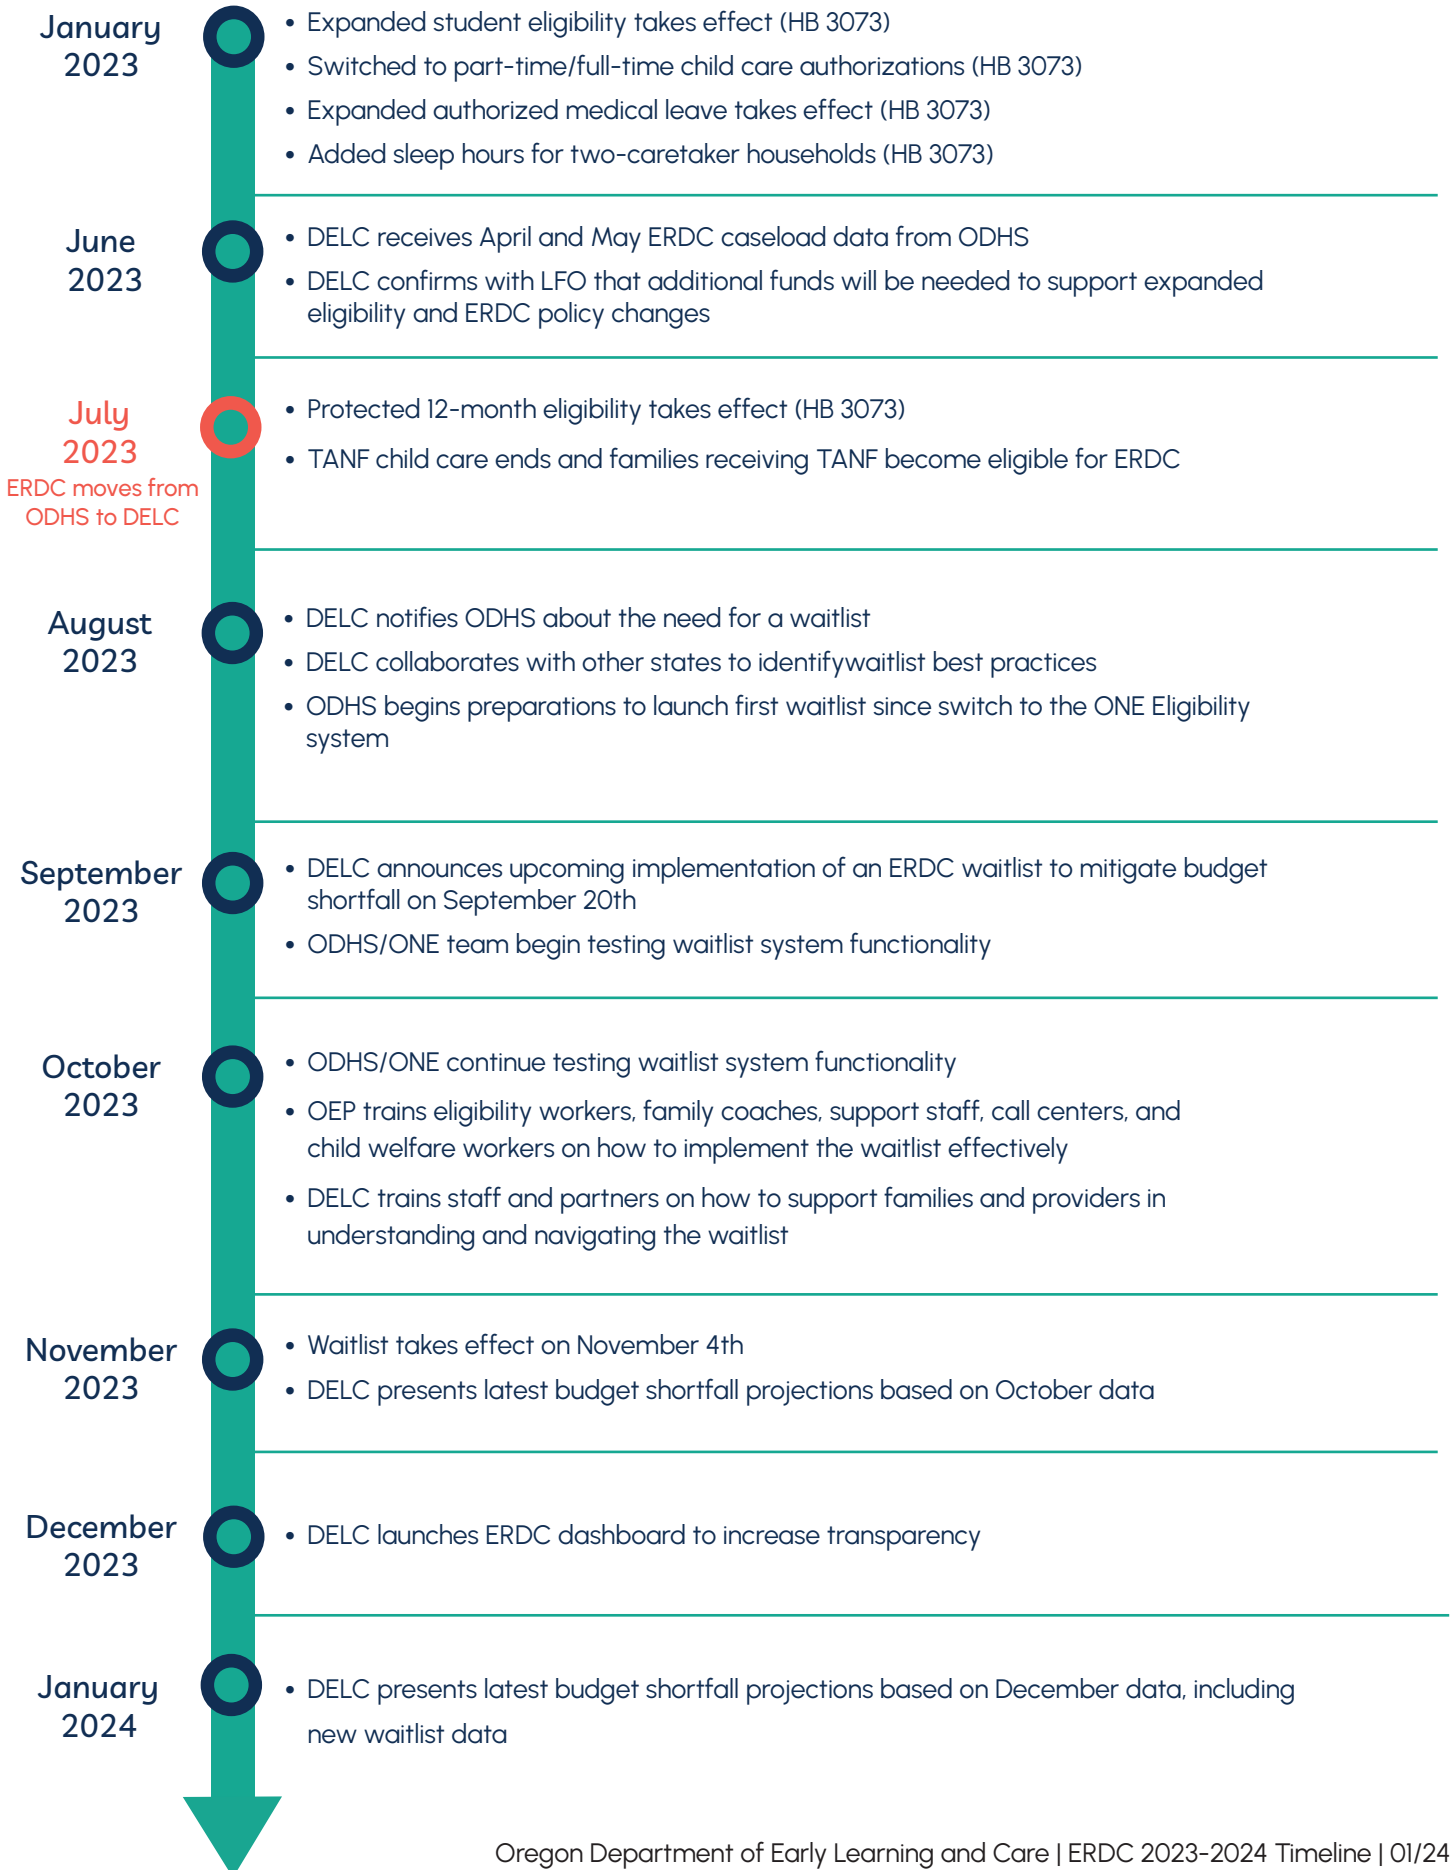 January
2023
• Expanded student eligibility takes effect (HB 3073)
• Switched to part-time/full-time child care authorizations (HB 3073)
• Expanded authorized medical leave takes effect (HB 3073)
• Added sleep hours for two-caretaker households (HB 3073)
June
2023
• DELC receives April and May ERDC caseload data from ODHS
• DELC confirms with LFO that additional funds will be needed to support expanded
eligibility and ERDC policy changes
July
2023
ERDC moves from
ODHS to DELC
• Protected 12-month eligibility takes effect (HB 3073)
• TANF child care ends and families receiving TANF become eligible for ERDC
August
2023
• DELC notifies ODHS about the need for a waitlist
• DELC collaborates with other states to identifywaitlist best practices
• ODHS begins preparations to launch first waitlist since switch to the ONE Eligibility
system
September
2023
• DELC announces upcoming implementation of an ERDC waitlist to mitigate budget
shortfall on September 20th
• ODHS/ONE team begin testing waitlist system functionality
October
2023
• ODHS/ONE continue testing waitlist system functionality
• OEP trains eligibility workers, family coaches, support staff, call centers, and
child welfare workers on how to implement the waitlist effectively
• DELC trains staff and partners on how to support families and providers in
understanding and navigating the waitlist
November
2023
• Waitlist takes effect on November 4th
• DELC presents latest budget shortfall projections based on October data
December
2023
• DELC launches ERDC dashboard to increase transparency
January
2024
• DELC presents latest budget shortfall projections based on December data, including
new waitlist data
Oregon Department of Early Learning and Care | ERDC 2023-2024 Timeline | 01/24